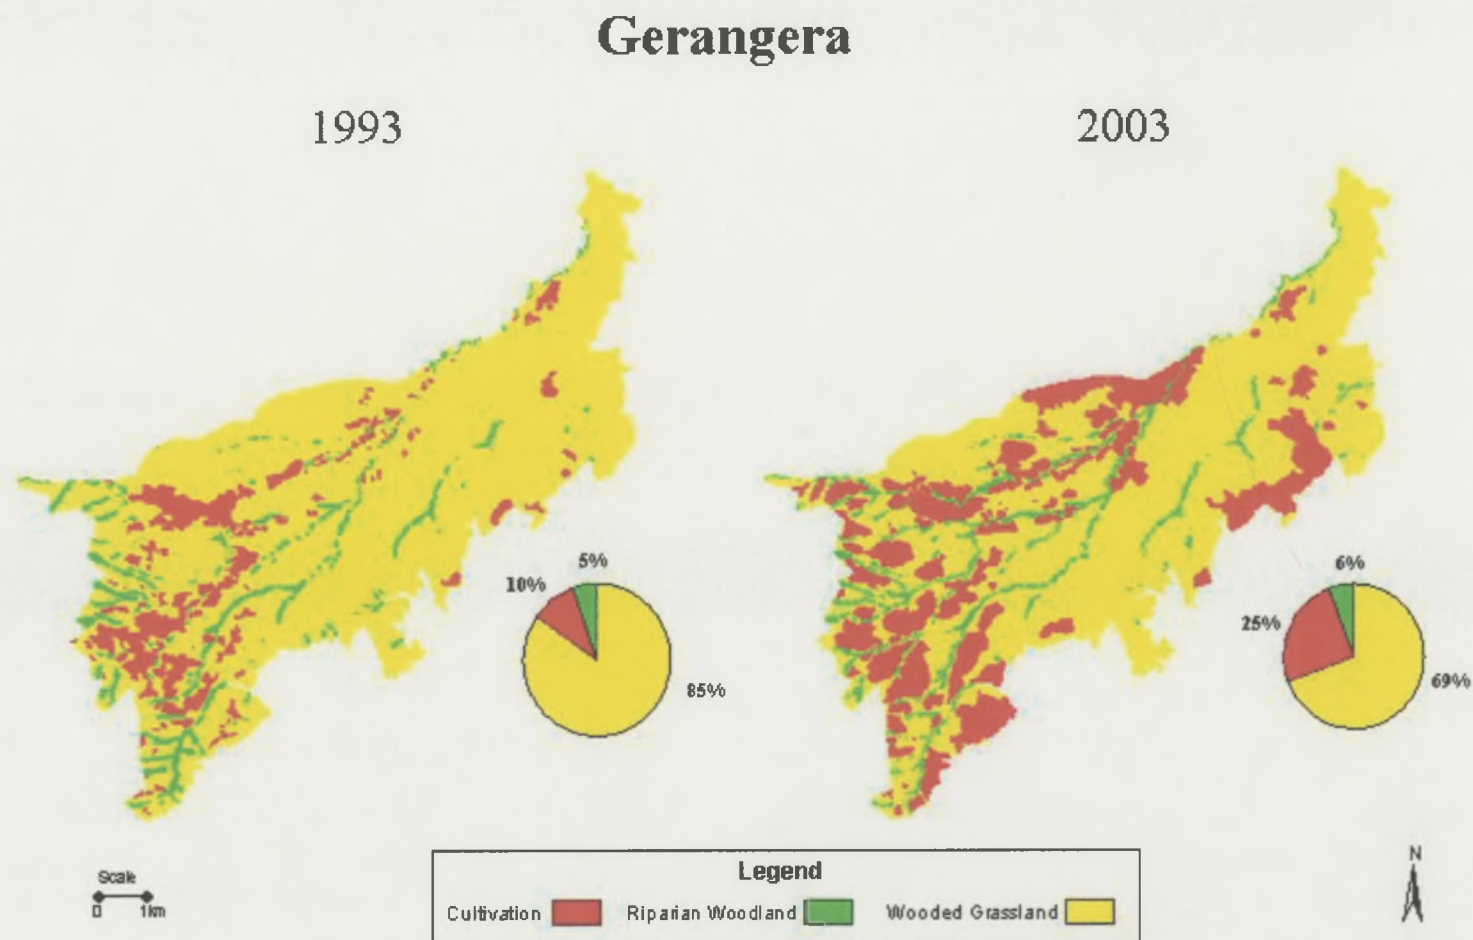 Gerangera
1993
2003
5%
10%
85%
6%
25%
69%
Scale
0 1km
Legend
Cultivation Riparian Woodland Wooded Grassland
N